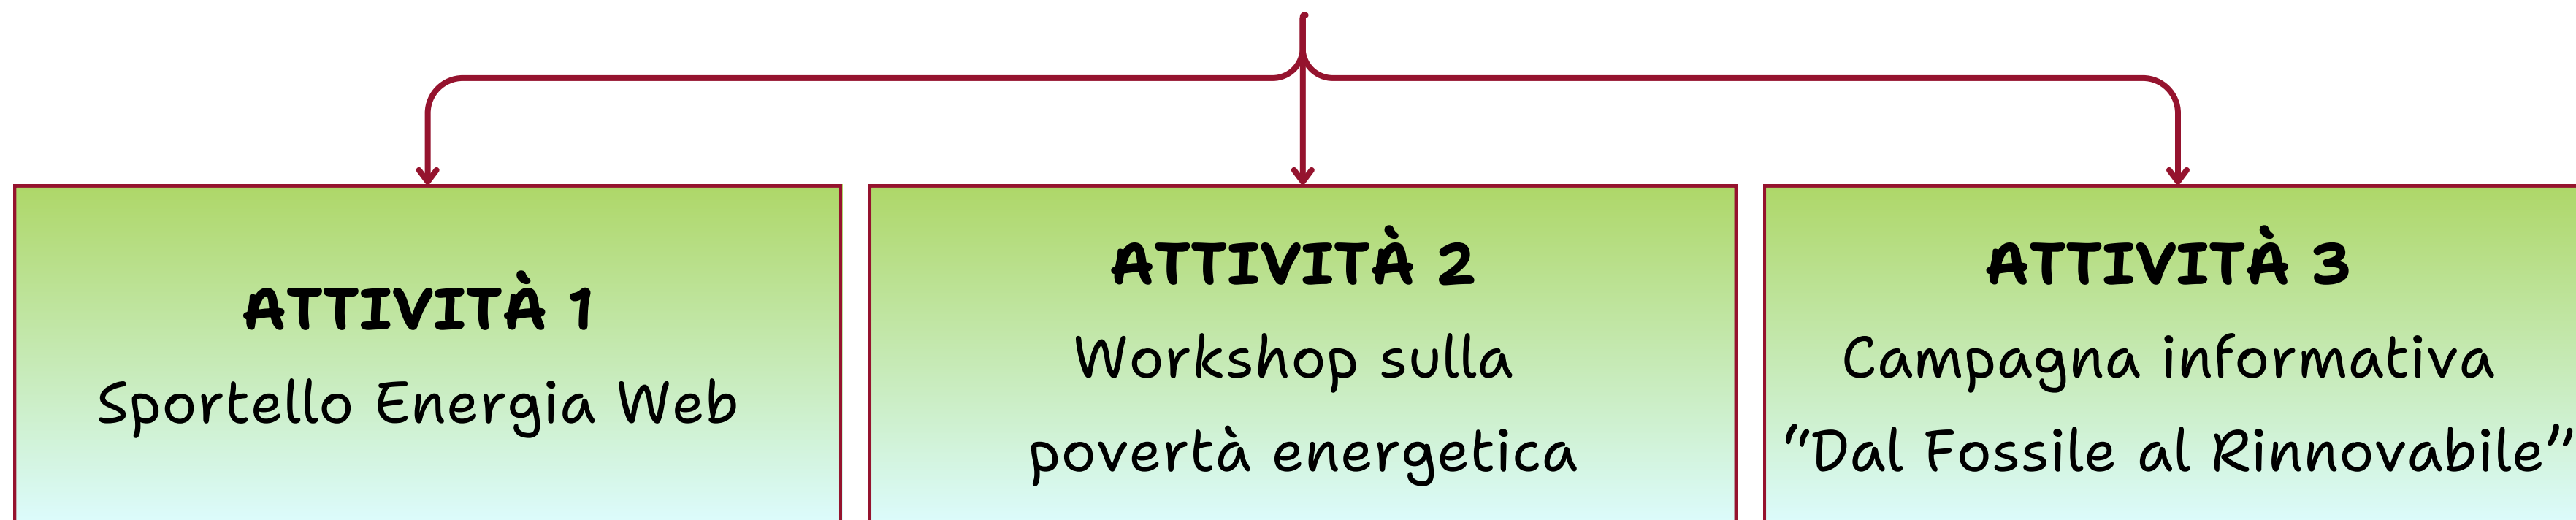 ATTIVITÀ 1
Sportello Energia Web
ATTIVITÀ 2
Workshop sulla
povertà energetica
ATTIVITÀ 3
Campagna informativa
“Dal Fossile al Rinnovabile”